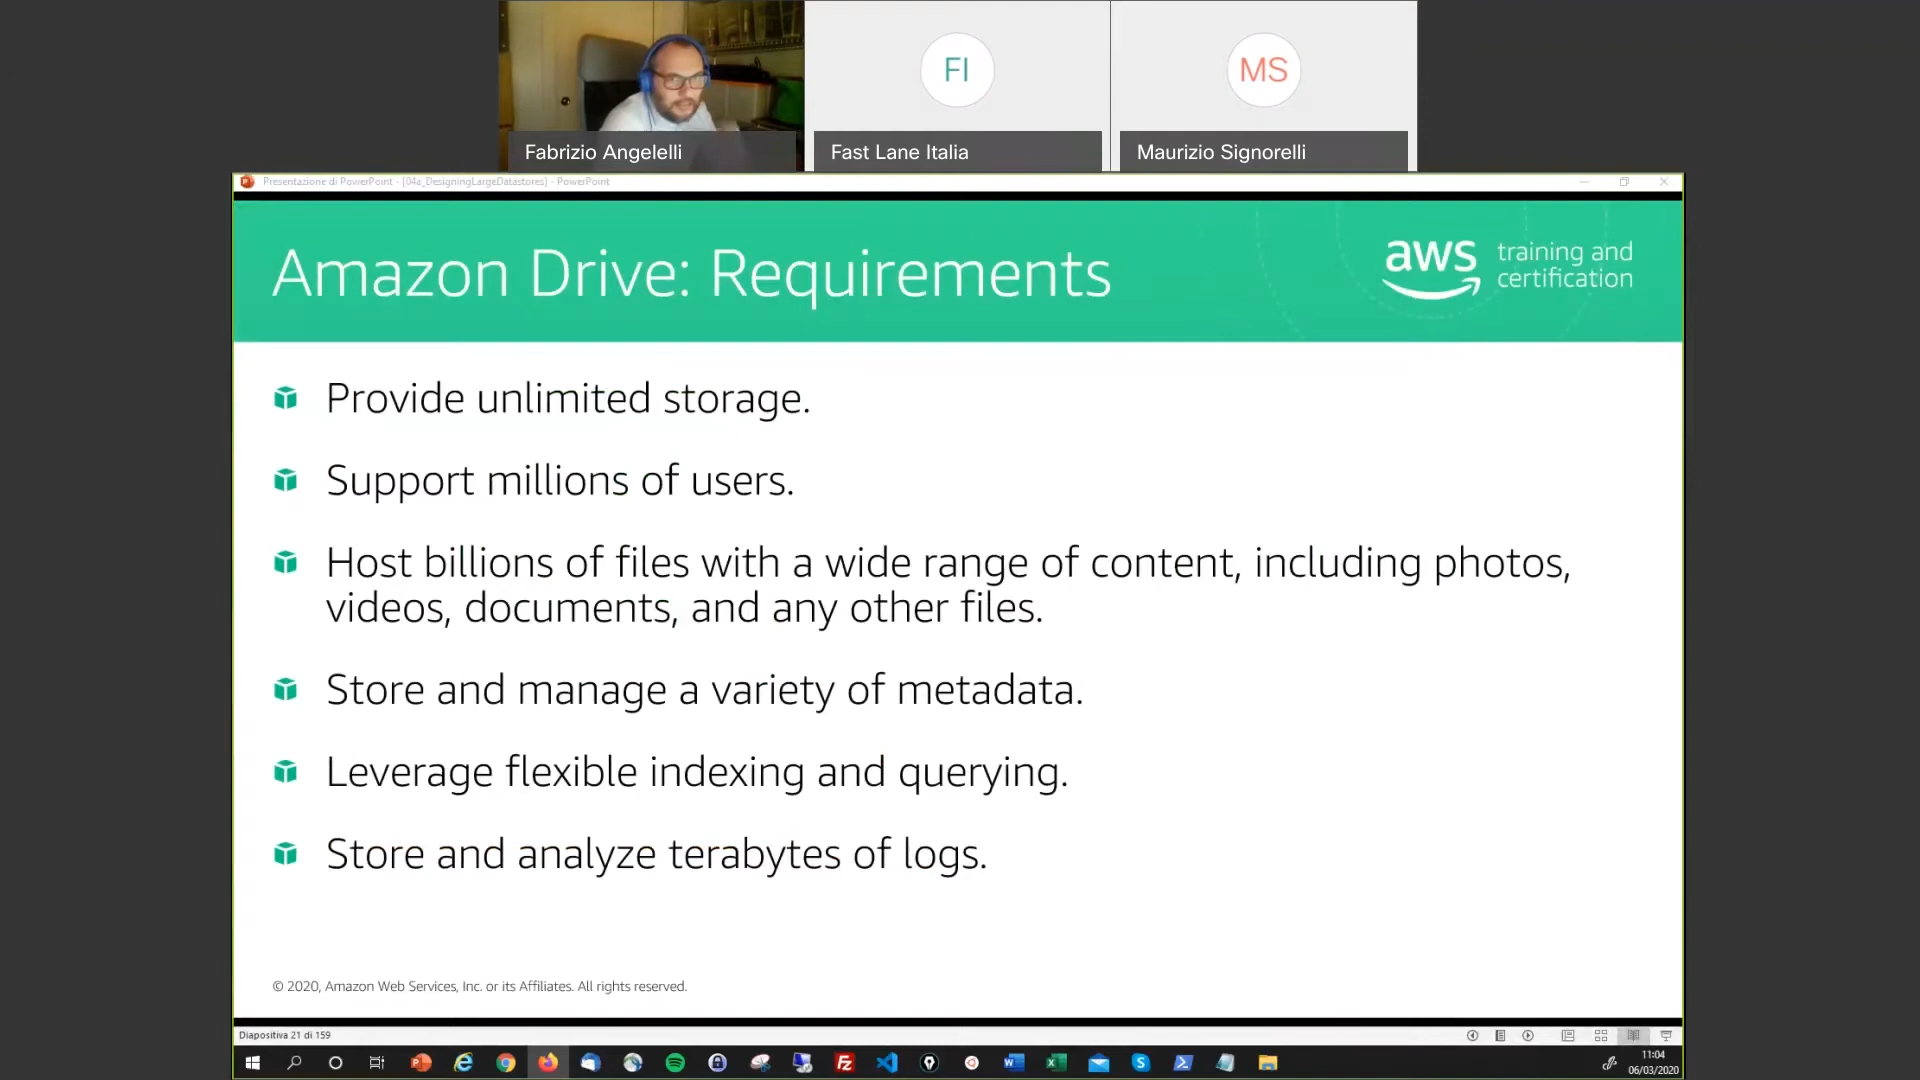 FI
MS
Fabrizio Angelelli
Fast Lane Italia
Maurizio Signorelli
Presentazione di PowerPoint - [04a_DesigningLargeDatastores] - PowerPoint
Amazon Drive: Requirements
aws training and
certification
Provide unlimited storage.
Support millions of users.
Host billions of files with a wide range of content, including photos,
videos, documents, and any other files.
Store and manage a variety of metadata.
Leverage flexible indexing and querying.
Store and analyze terabytes of logs.
© 2020, Amazon Web Services, Inc. or its Affiliates. All rights reserved.
Diapositiva 21 di 159
11:04
06/03/2020